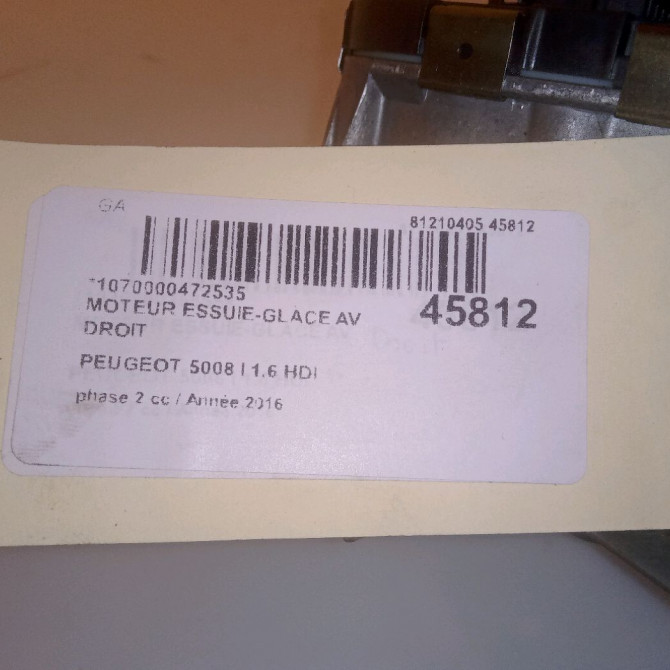 GA
81210405 45812
*1070000472535
MOTEUR ESSUIE-GLACE AV
DROIT
45812
PEUGEOT 5008 I 1.6 HDI
phase 2 cc / Année 2016